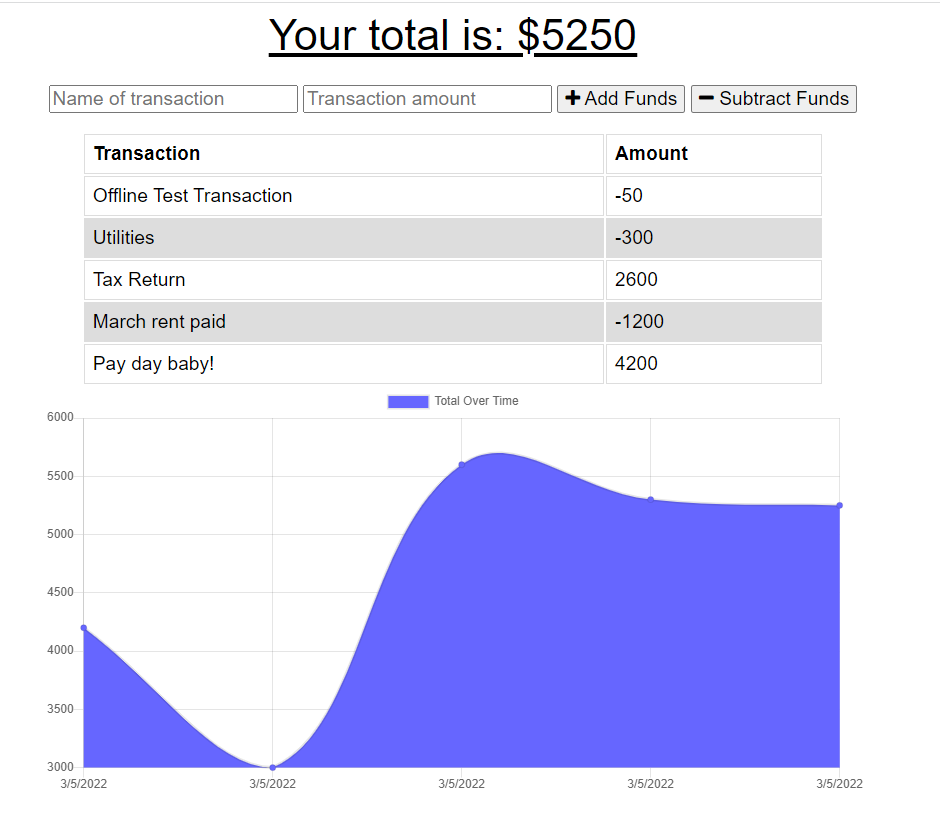 Your total is: $5250
Name of transaction Transaction amount Add Funds Subtract Funds
Transaction Amount
Offline Test Transaction -50
Utilities -300
Tax Return 2600
March rent paid -1200
Pay day baby! 4200
Total Over Time
6000
5500
5000
4500
4000
3500
3000
3/5/2022 3/5/2022 3/5/2022 3/5/2022 3/5/2022